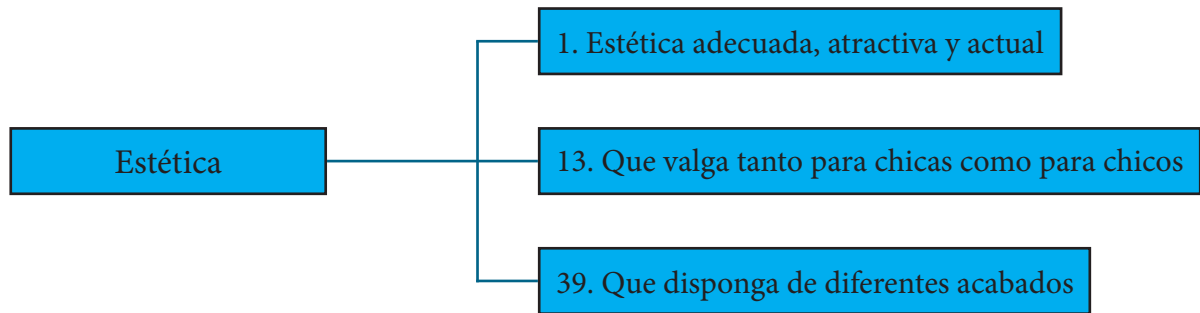 1. Estética adecuada, atractiva y actual
Estética
13. Que valga tanto para chicas como para chicos
39. Que disponga de diferentes acabados